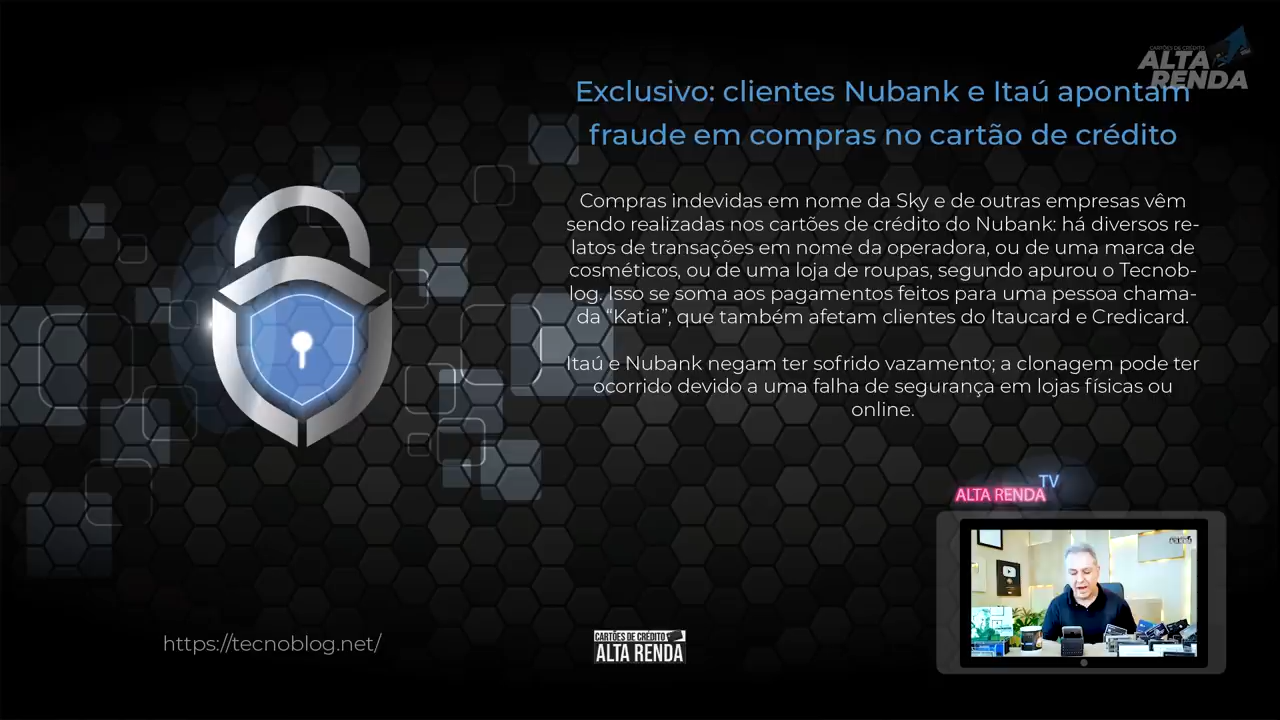 CARTÕES DE CRÉDITO
ALTA
RENDA
Exclusivo: clientes Nubank e Itaú apontam
fraude em compras no cartão de crédito
Compras indevidas em nome da Sky e de outras empresas vêm
sendo realizadas nos cartões de crédito do Nubank: há diversos re-
latos de transações em nome da operadora, ou de uma marca de
cosméticos, ou de uma loja de roupas, segundo apurou o Tecnob-
log. Isso se soma aos pagamentos feitos para uma pessoa chama-
da “Katia”, que também afetam clientes do Itaucard e Credicard.
Itaú e Nubank negam ter sofrido vazamento; a clonagem pode ter
ocorrido devido a uma falha de segurança em lojas físicas ou
online.
TV
ALTA RENDA
https://tecnoblog.net/
CARTÕES DE CRÉDITO
ALTA RENDA